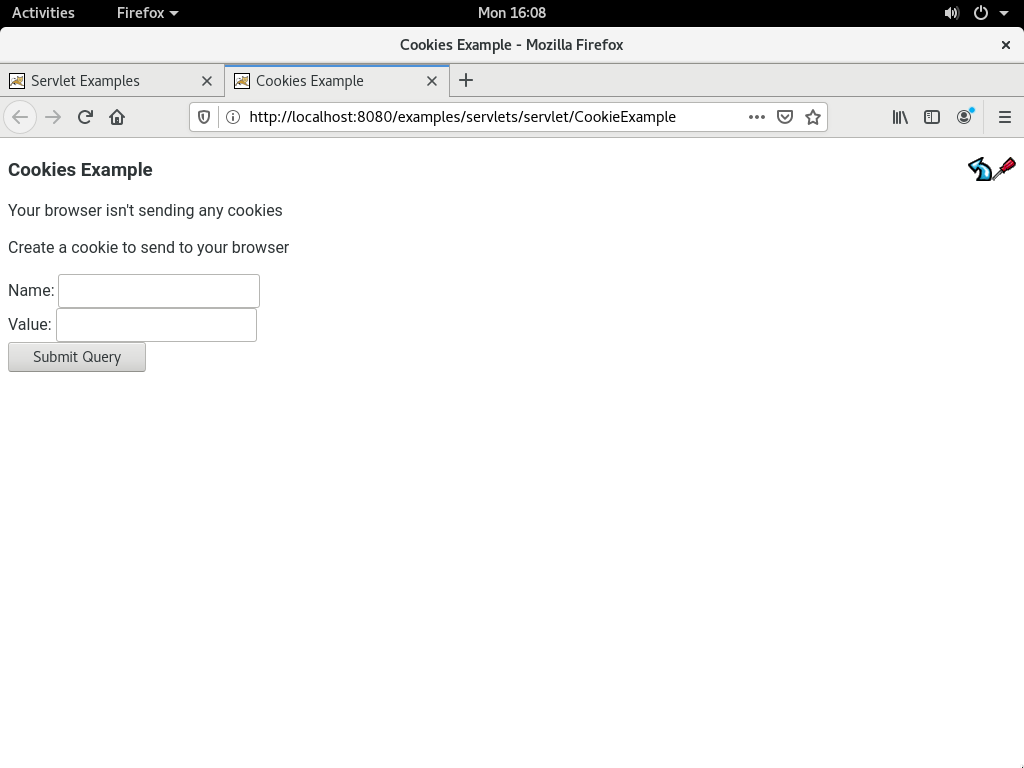 Activities Firefox Mon 16:08
Cookies Example - Mozilla Firefox
Servlet Examples Cookies Example
http://localhost:8080/examples/servlets/servlet/CookieExample
Cookies Example
Your browser isn't sending any cookies
Create a cookie to send to your browser
Name:
Value:
Submit Query